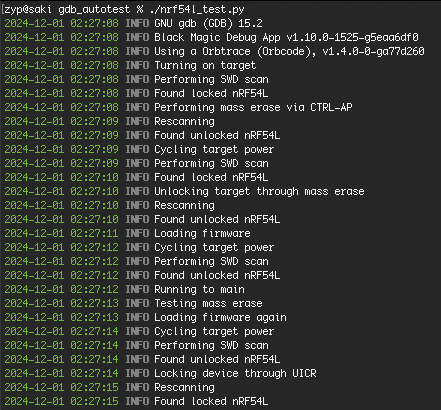 zyp@saki gdb_autotest % ./nrf54l_test.py
2024-12-01 02:27:08 INFO GNU gdb (GDB) 15.2
2024-12-01 02:27:08 INFO Black Magic Debug App v1.10.0-1525-g5eaa6df0
2024-12-01 02:27:08 INFO Using a Orbtrace (Orbcode), v1.4.0-0-ga77d260
2024-12-01 02:27:08 INFO Turning on target
2024-12-01 02:27:08 INFO Performing SWD scan
2024-12-01 02:27:08 INFO Found locked nRF54L
2024-12-01 02:27:08 INFO Performing mass erase via CTRL-AP
2024-12-01 02:27:09 INFO Rescanning
2024-12-01 02:27:09 INFO Found unlocked nRF54L
2024-12-01 02:27:09 INFO Cycling target power
2024-12-01 02:27:09 INFO Performing SWD scan
2024-12-01 02:27:10 INFO Found locked nRF54L
2024-12-01 02:27:10 INFO Unlocking target through mass erase
2024-12-01 02:27:10 INFO Rescanning
2024-12-01 02:27:10 INFO Found unlocked nRF54L
2024-12-01 02:27:11 INFO Loading firmware
2024-12-01 02:27:12 INFO Cycling target power
2024-12-01 02:27:12 INFO Performing SWD scan
2024-12-01 02:27:12 INFO Found unlocked nRF54L
2024-12-01 02:27:12 INFO Running to main
2024-12-01 02:27:13 INFO Testing mass erase
2024-12-01 02:27:13 INFO Loading firmware again
2024-12-01 02:27:14 INFO Cycling target power
2024-12-01 02:27:14 INFO Performing SWD scan
2024-12-01 02:27:14 INFO Found unlocked nRF54L
2024-12-01 02:27:14 INFO Locking device through UICR
2024-12-01 02:27:15 INFO Rescanning
2024-12-01 02:27:15 INFO Found locked nRF54L